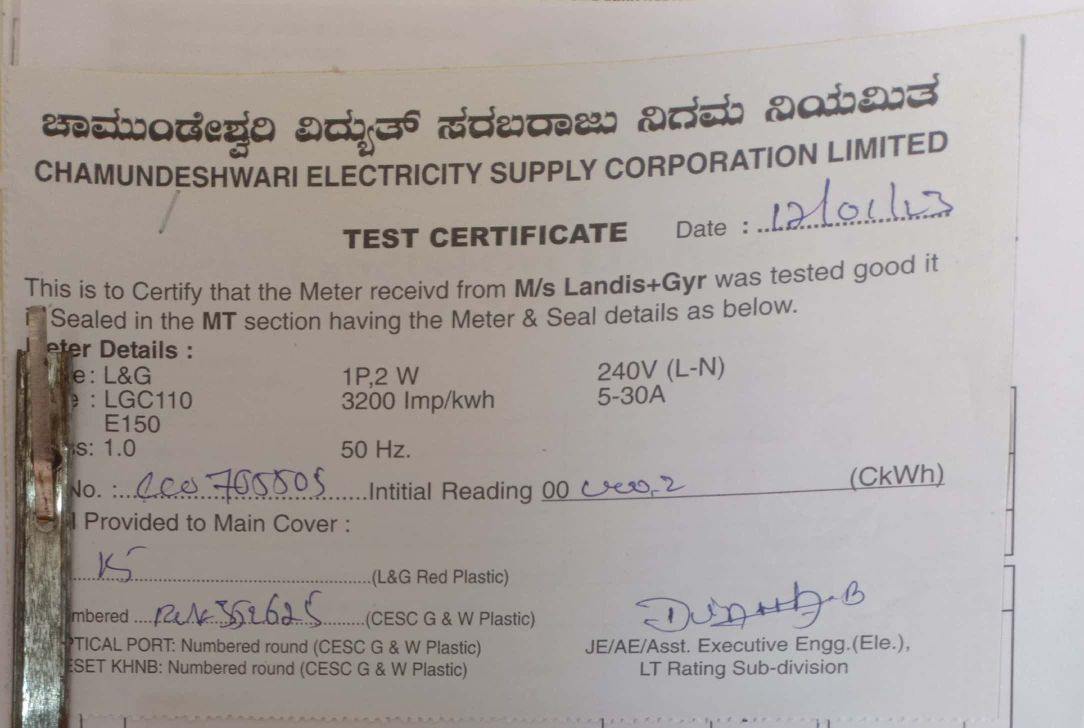 ಚಾಮುಂಡೇಶ್ವರಿ ವಿದ್ಯುತ್ ಸರಬರಾಜು ನಿಗಮ ನಿಯಮಿತ
CHAMUNDESHWARI ELECTRICITY SUPPLY CORPORATION LIMITED
TEST CERTIFICATE Date : 12/01/23
This is to Certify that the Meter receivd from M/s Landis+Gyr was tested good it
Sealed in the MT section having the Meter & Seal details as below.
eter Details :
e : L&G 1P,2 W 240V (L-N)
e : LGC110 3200 Imp/kwh 5-30A
E150
ss: 1.0 50 Hz.
No. : Intitial Reading 00 (CkWh)
l Provided to Main Cover :
(L&G Red Plastic)
mbered (CESC G & W Plastic)
PTICAL PORT: Numbered round (CESC G & W Plastic) JE/AE/Asst. Executive Engg.(Ele.),
ESET KHNB: Numbered round (CESC G & W Plastic) LT Rating Sub-division